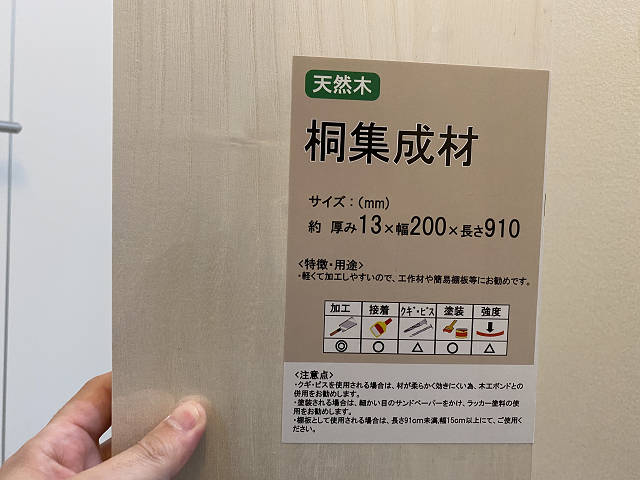 天然木
桐集成材
サイズ：(mm)
約 厚み13×幅200×長さ910
<特徴・用途>
・軽くて加工しやすいので、工作材や簡易棚板等にお勧めです。
加工 接着 クギ・ビス 塗装 強度
◎ ○ △ ○ △
<注意点>
・クギ・ビスを使用される場合は、材が柔らかく効きにくい為、木工ボンドとの
併用をお勧めします。
・塗装される場合は、細かい目のサンドペーパーをかけ、ラッカー塗料の使
用をお勧めします。
・棚板として使用される場合は、長さ91cm未満,幅15cm以上にて、ご使用く
ださい。